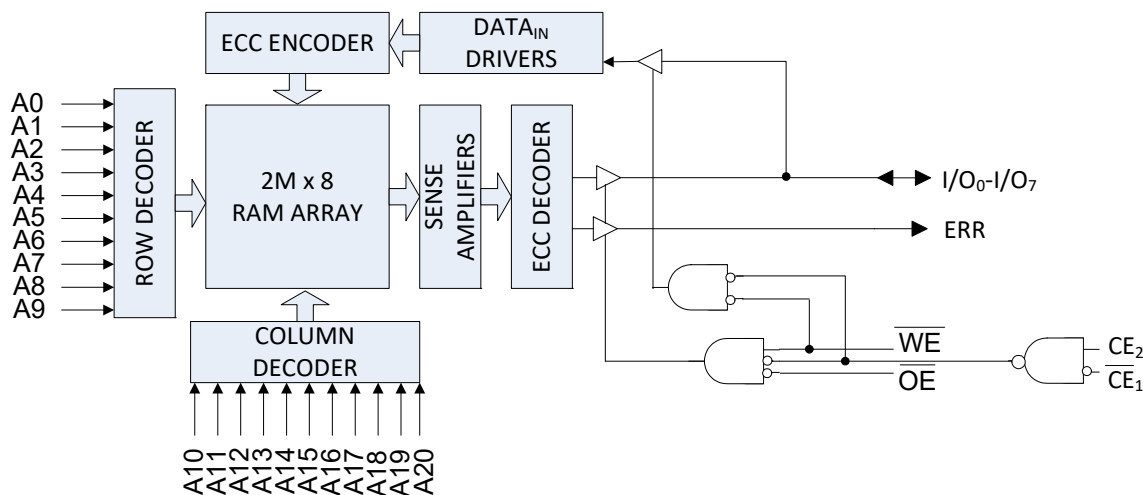 ECC ENCODER
DATAIN
DRIVERS
A0
A1
A2
A3
A4
A5
A6
A7
A8
A9
ROW DECODER
2M x 8
RAM ARRAY
SENSE
AMPLIFIERS
ECC DECODER
I/O0-I/O7
ERR
COLUMN
DECODER
WE
OE
CE2
CE1
A10
A11
A12
A13
A14
A15
A16
A17
A18
A19
A20